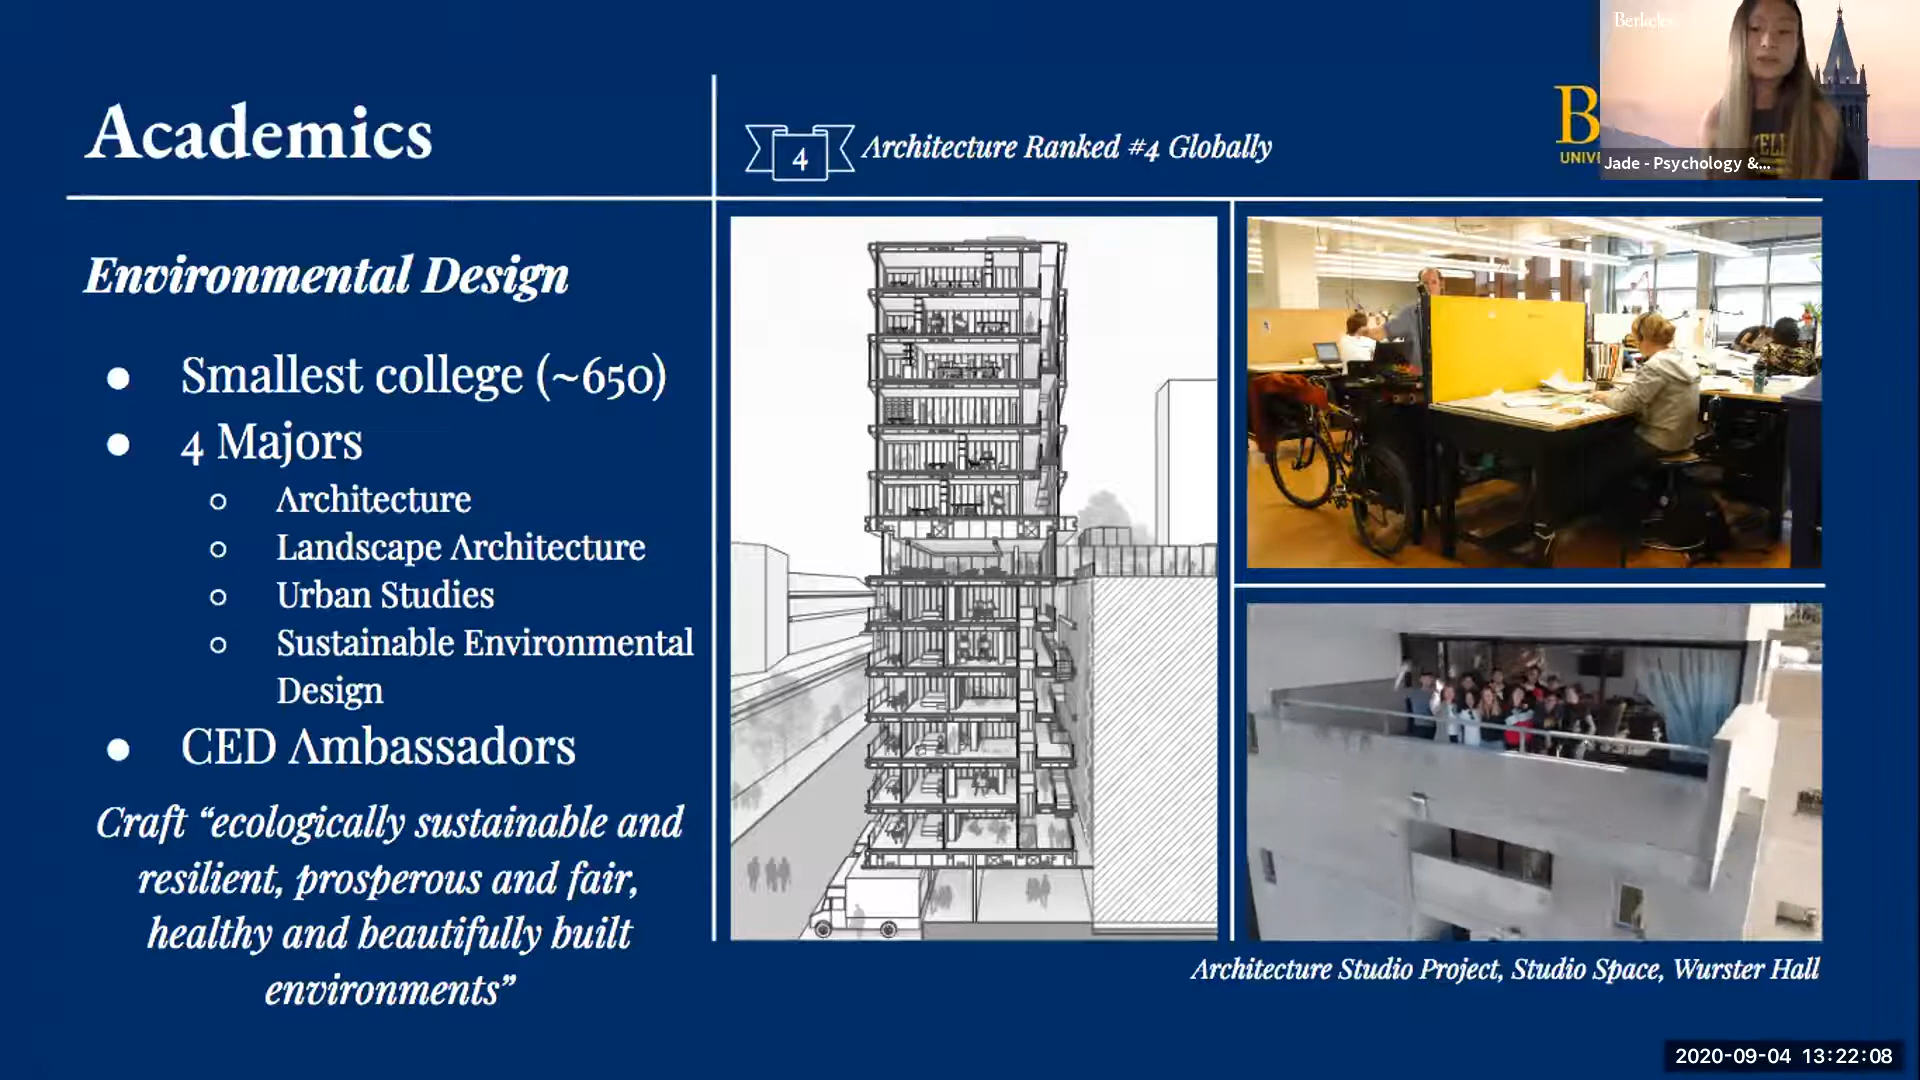 Academics
4
Architecture Ranked #4 Globally
B
UNIV
Jade - Psychology &...
Environmental Design
● Smallest college (~650)
● 4 Majors
○ Architecture
○ Landscape Architecture
○ Urban Studies
○ Sustainable Environmental
Design
● CED Ambassadors
Craft “ecologically sustainable and
resilient, prosperous and fair,
healthy and beautifully built
environments”
Architecture Studio Project, Studio Space, Wurster Hall
2020-09-04 13:22:08